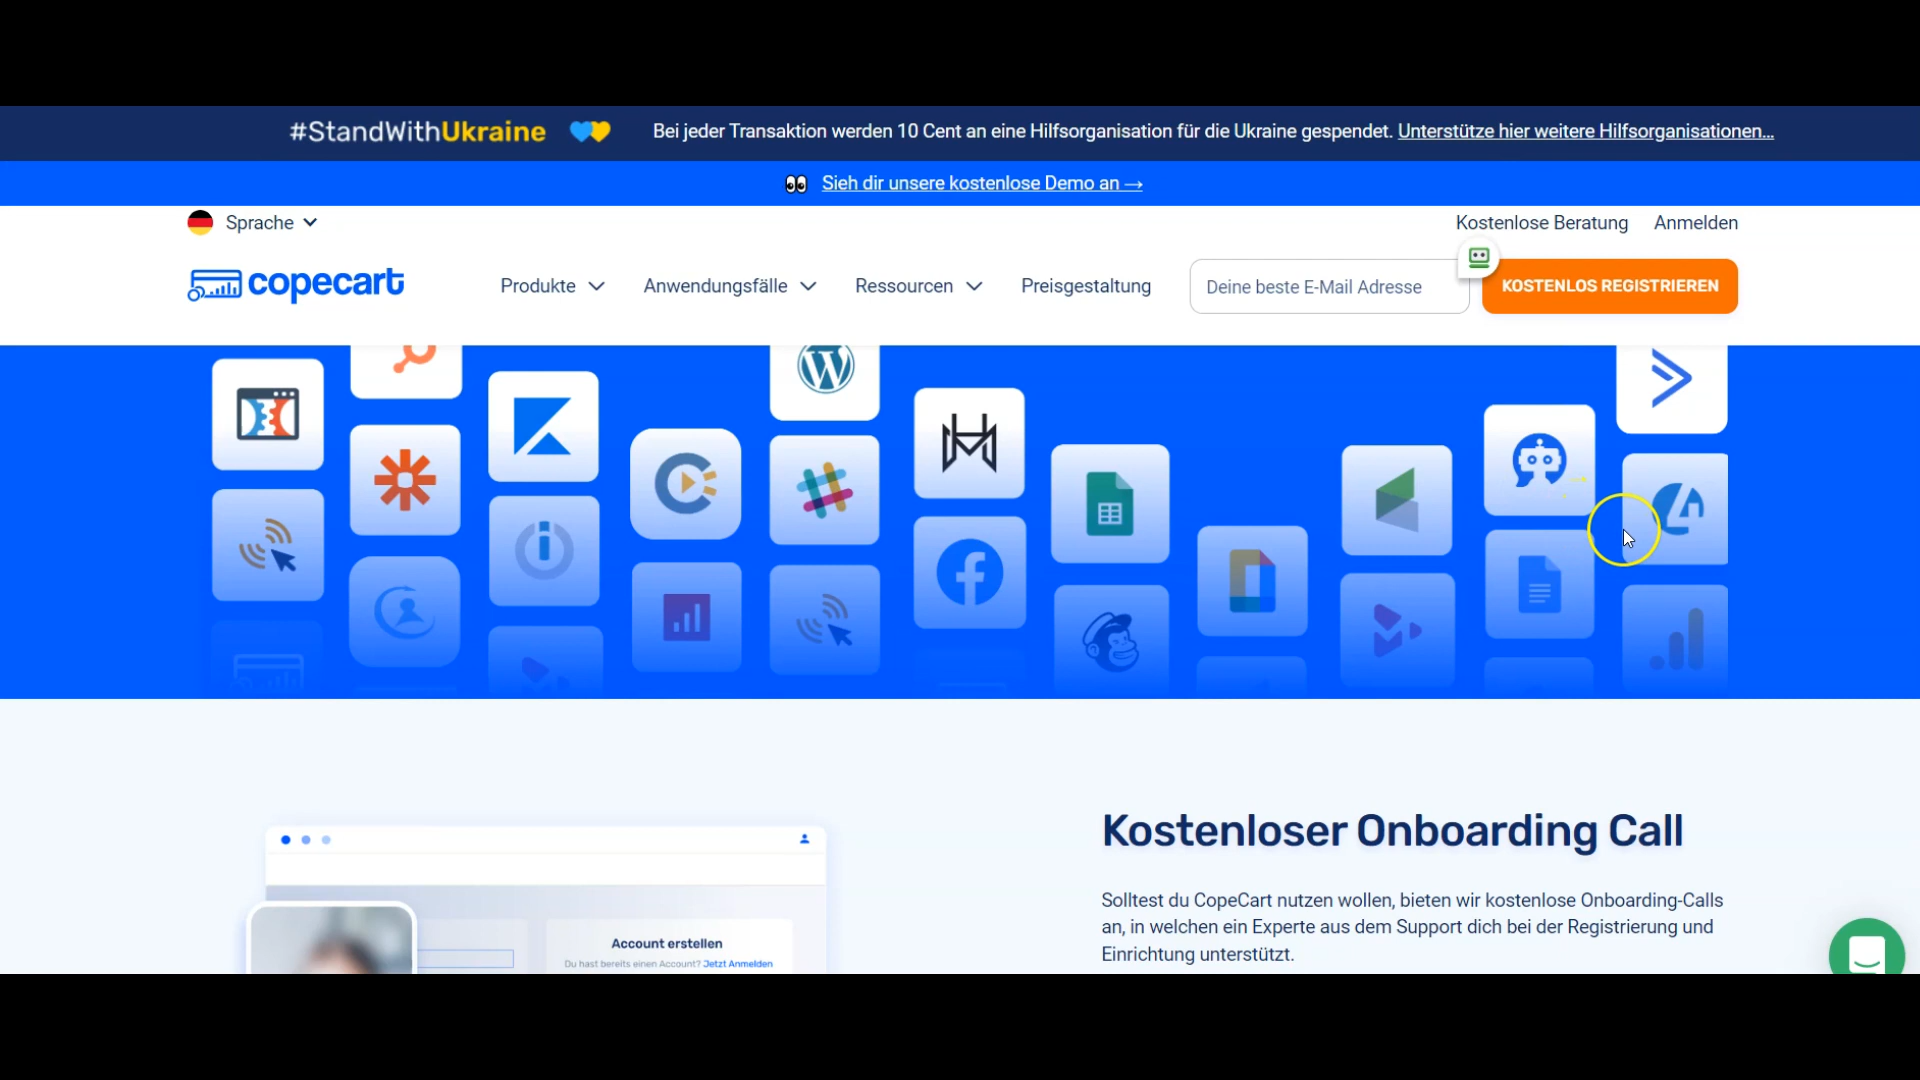 #StandWithUkraine Bei jeder Transaktion werden 10 Cent an eine Hilfsorganisation für die Ukraine gespendet. Unterstütze hier weitere Hilfsorganisationen...
Sieh dir unsere kostenlose Demo an →
Sprache Kostenlose Beratung Anmelden
copecart Produkte Anwendungsfälle Ressourcen Preisgestaltung Deine beste E-Mail Adresse KOSTENLOS REGISTRIEREN
Kostenloser Onboarding Call
Solltest du CopeCart nutzen wollen, bieten wir kostenlose Onboarding-Calls
an, in welchen ein Experte aus dem Support dich bei der Registrierung und
Einrichtung unterstützt.
Account erstellen
Du hast bereits einen Account? Jetzt Anmelden